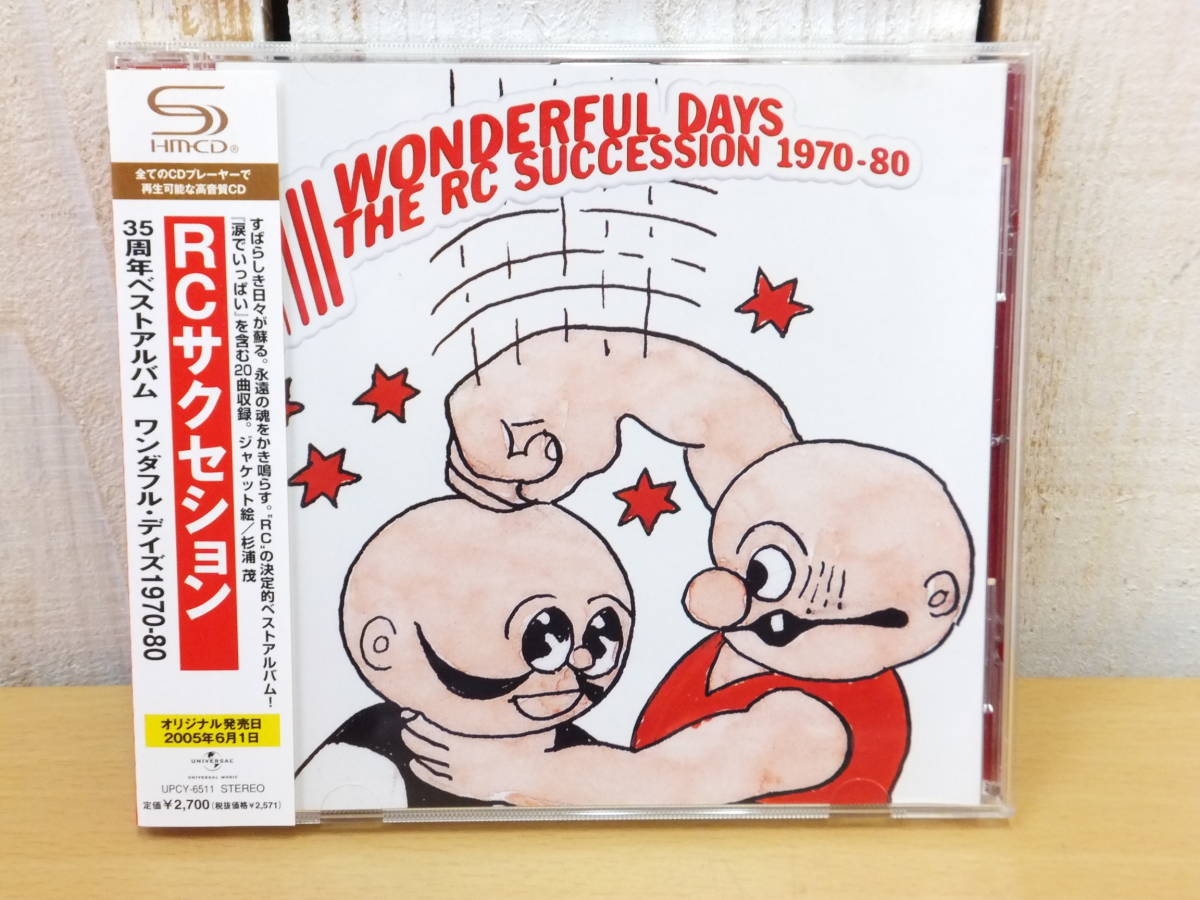 SHM-CD®
全てのCDプレーヤーで
再生可能な高音質CD
すばらしき日々が蘇る。永遠の魂をかき鳴らす。"RC"の決定的ベストアルバム!
『涙でいっぱい』を含む20曲収録。ジャケット絵/杉浦 茂
RCサクセション
35周年ベストアルバム ワンダフル・デイズ1970-80
オリジナル発売日
2005年6月1日
UNIVERSAL
UNIVERSAL MUSIC
UPCY-6511 STEREO
定価¥2,700(税抜価格¥2,571)
WONDERFUL DAYS
THE RC SUCCESSION 1970-80